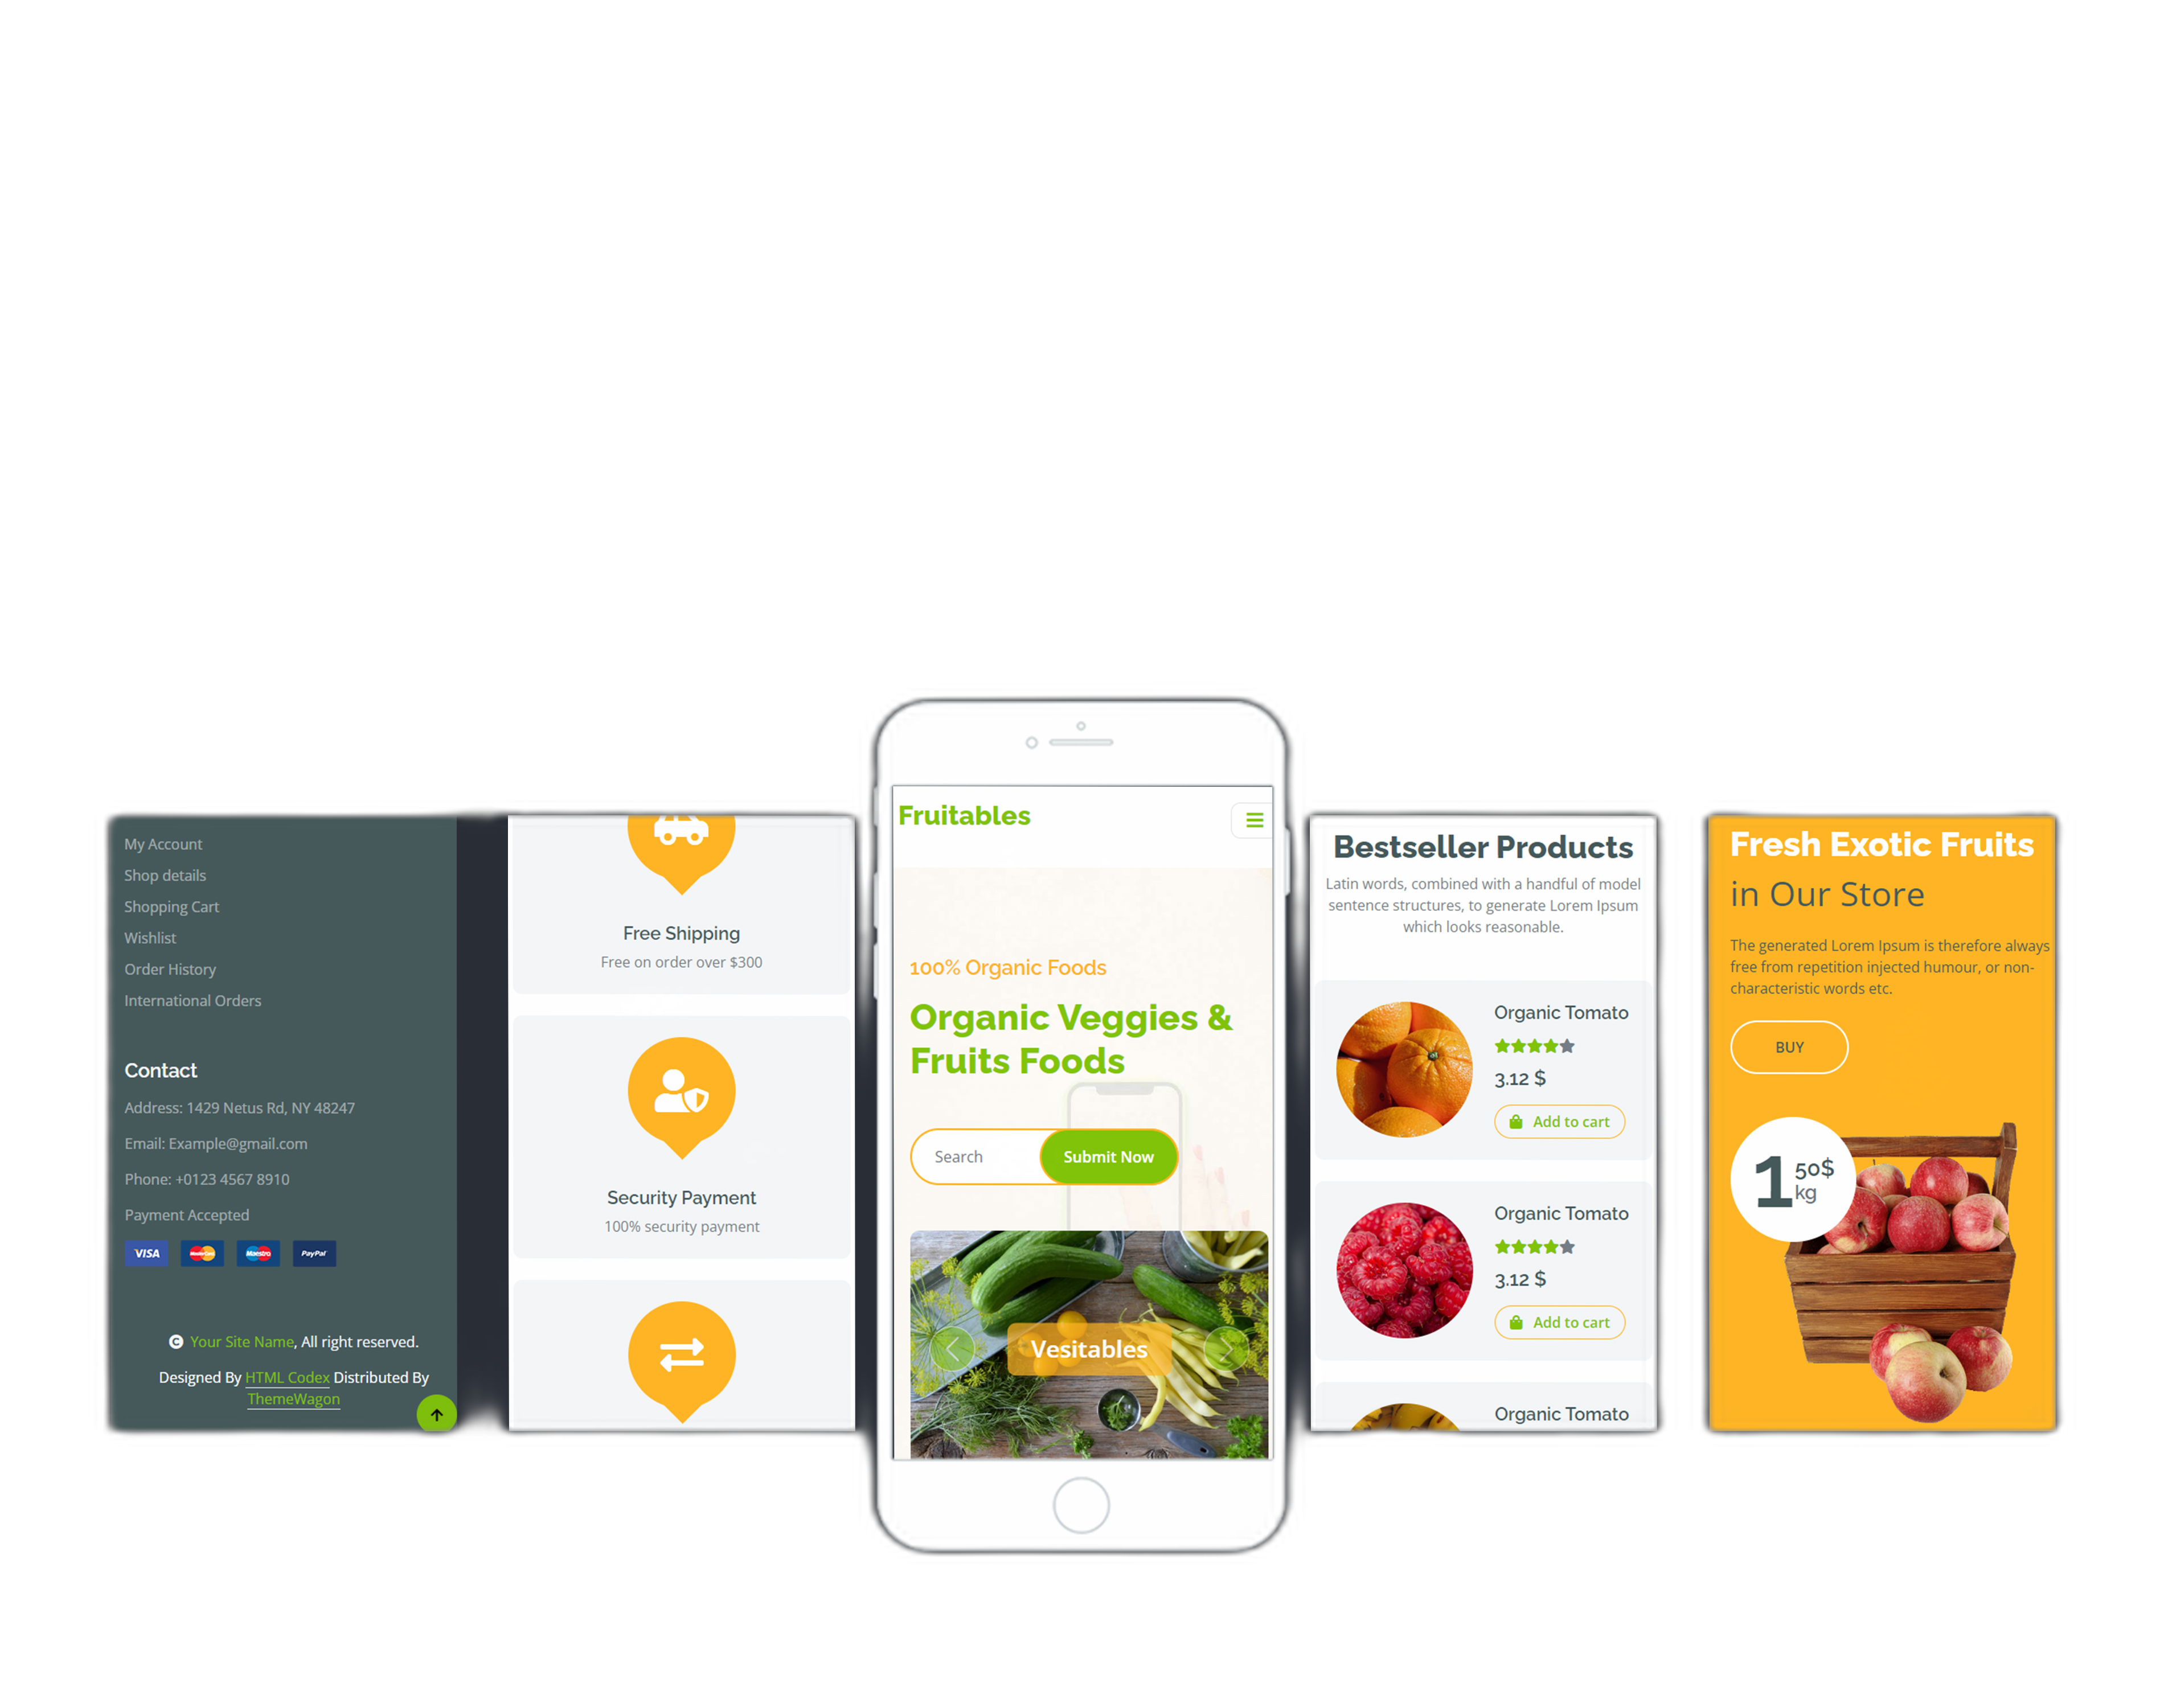 My Account
Shop details
Shopping Cart
Wishlist
Order History
International Orders
Contact
Address: 1429 Netus Rd, NY 48247
Email: Example@gmail.com
Phone: +0123 4567 8910
Payment Accepted
VISA MasterCard Maestro PayPal
Your Site Name, All right reserved.
Designed By HTML Codex Distributed By
ThemeWagon
Free Shipping
Free on order over $300
Security Payment
100% security payment
Fruitables
100% Organic Foods
Organic Veggies &
Fruits Foods
Search Submit Now
Vesitables
Bestseller Products
Latin words, combined with a handful of model
sentence structures, to generate Lorem Ipsum
which looks reasonable.
Organic Tomato
3.12 $
Add to cart
Organic Tomato
3.12 $
Add to cart
Organic Tomato
Fresh Exotic Fruits
in Our Store
The generated Lorem Ipsum is therefore always
free from repetition injected humour, or non-
characteristic words etc.
BUY
1 50$
kg